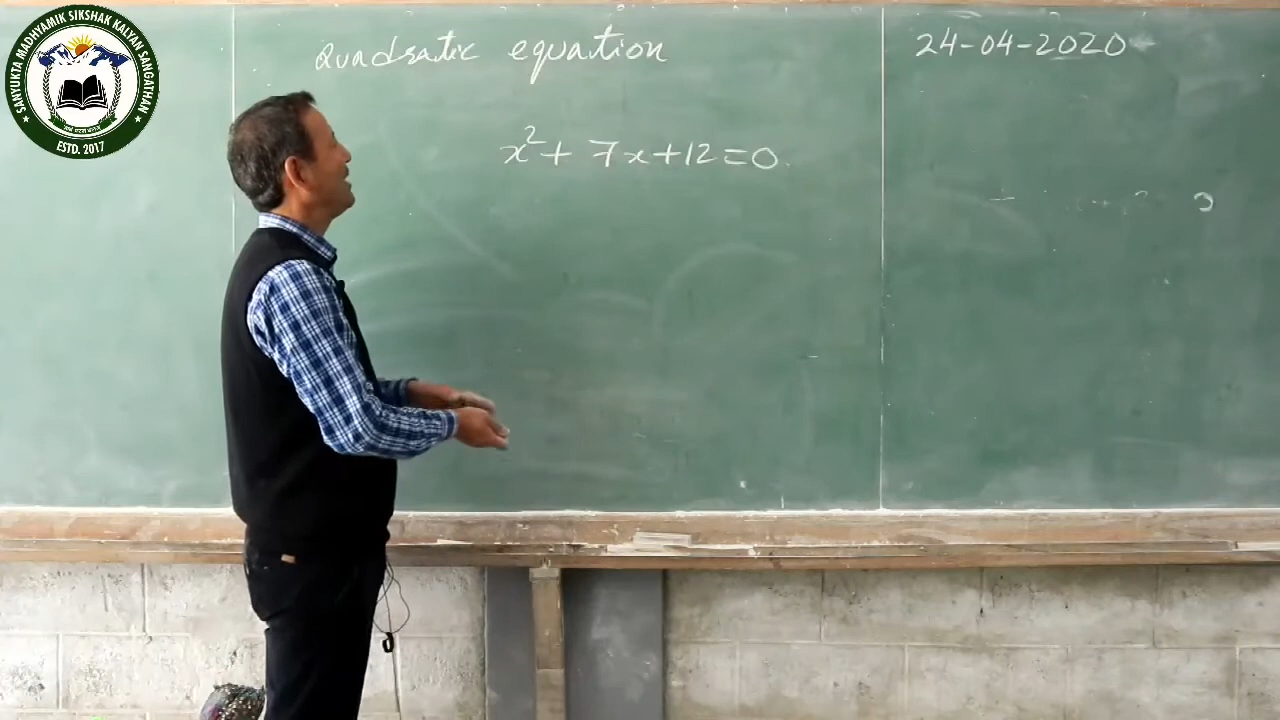 SANYUKTA MADHYAMIK SIKSHAK KALYAN SANGATHAN
ESTD. 2017
Quadratic equation
24-04-2020
x² + 7x + 12 = 0.